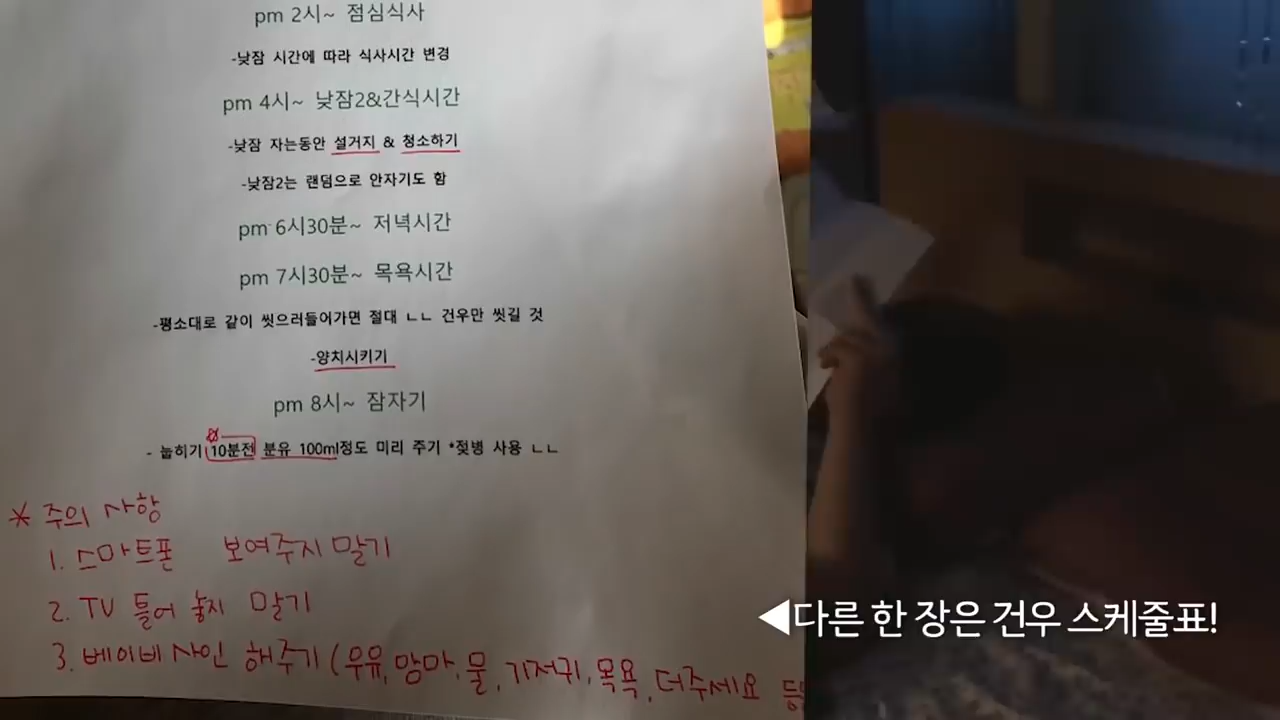 pm 2시~ 점심식사
-낮잠 시간에 따라 식사시간 변경
pm 4시~ 낮잠2&간식시간
-낮잠 자는동안 설거지 & 청소하기
-낮잠2는 랜덤으로 안자기도 함
pm 6시30분~ 저녁시간
pm 7시30분~ 목욕시간
-평소대로 같이 씻으러들어가면 절대 ㄴㄴ 건우만 씻길 것
-양치시키기
pm 8시~ 잠자기
- 눕히기 10분전 분유 100ml정도 미리 주기 *젖병 사용 ㄴㄴ
* 주의 사항
1. 스마트폰 보여주지 말기
2. TV 틀어 놓지 말기
3. 베이비 사인 해주기 (우유, 맘마, 물, 기저귀, 목욕, 더주세요 등
◀다른 한 장은 건우 스케줄표!